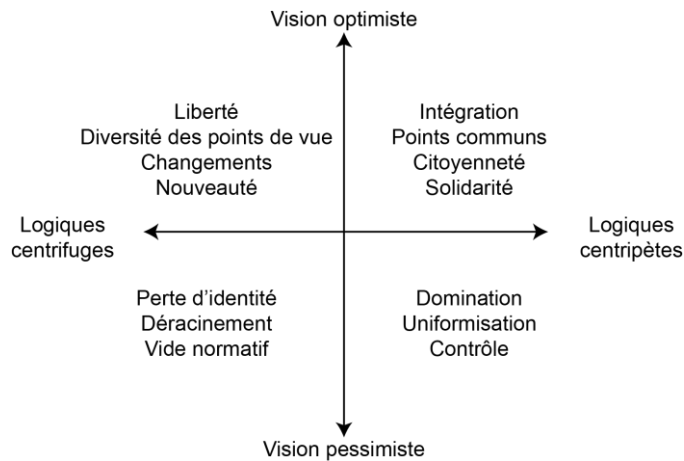 Vision optimiste
Liberté
Diversité des points de vue
Changements
Nouveauté
Intégration
Points communs
Citoyenneté
Solidarité
Logiques
centrifuges
Logiques
centripètes
Perte d'identité
Déracinement
Vide normatif
Domination
Uniformisation
Contrôle
Vision pessimiste